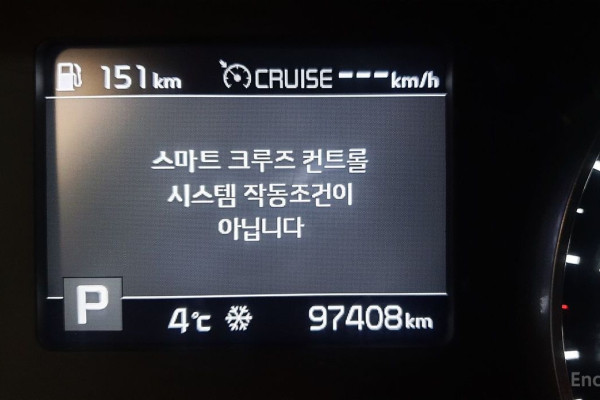 151km CRUISE ---km/h
스마트 크루즈 컨트롤
시스템 작동조건이
아닙니다
P 4℃ 97408km
Enc